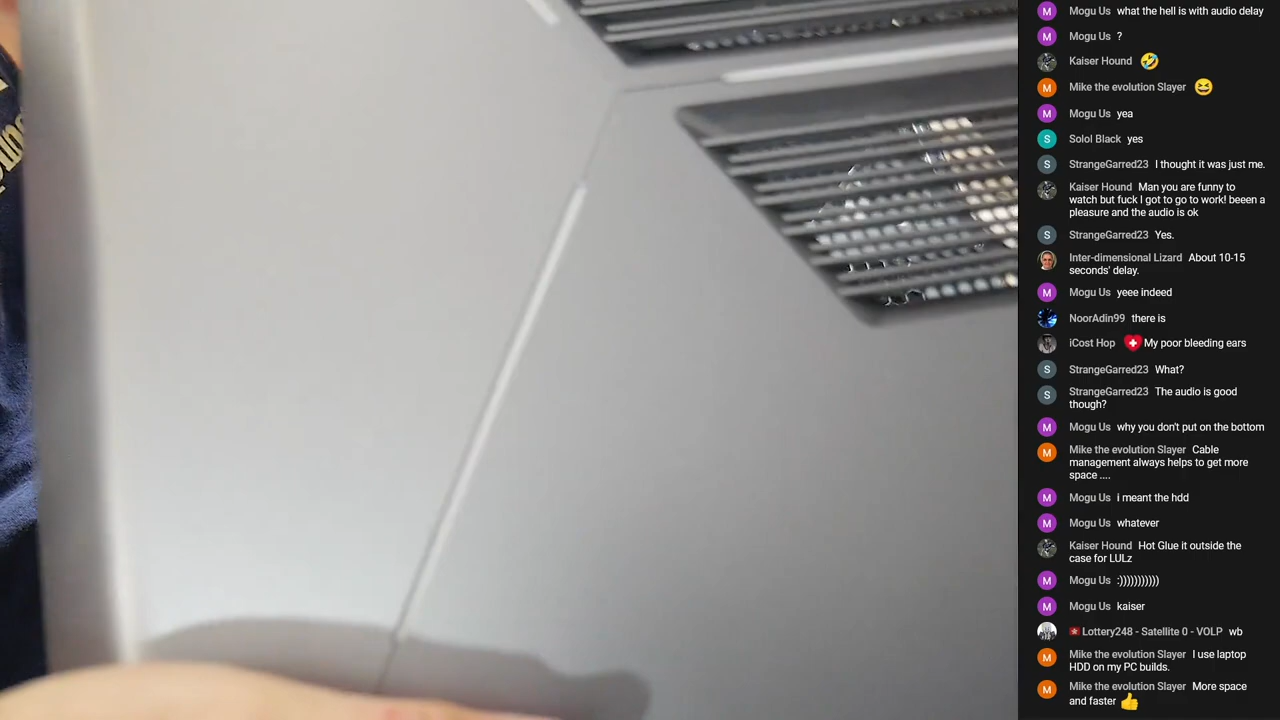 Mogu Us what the hell is with audio delay
Mogu Us ?
Kaiser Hound 🤣
M
Mike the evolution Slayer 😆
M
Mogu Us yea
S
Solol Black yes
S
StrangeGarred23 I thought it was just me.
Kaiser Hound Man you are funny to
watch but fuck I got to go to work! beeen a
pleasure and the audio is ok
S
StrangeGarred23 Yes.
Inter-dimensional Lizard About 10-15
seconds' delay.
M
Mogu Us yeee indeed
NoorAdin99 there is
iCost Hop My poor bleeding ears
S
StrangeGarred23 What?
S
StrangeGarred23 The audio is good
though?
M
Mogu Us why you don't put on the bottom
M
Mike the evolution Slayer Cable
management always helps to get more
space ....
M
Mogu Us i meant the hdd
M
Mogu Us whatever
Kaiser Hound Hot Glue it outside the
case for LULz
M
Mogu Us :)))))))))))
M
Mogu Us kaiser
Lottery248 - Satellite 0 - VOLP wb
M
Mike the evolution Slayer I use laptop
HDD on my PC builds.
M
Mike the evolution Slayer More space
and faster 👍